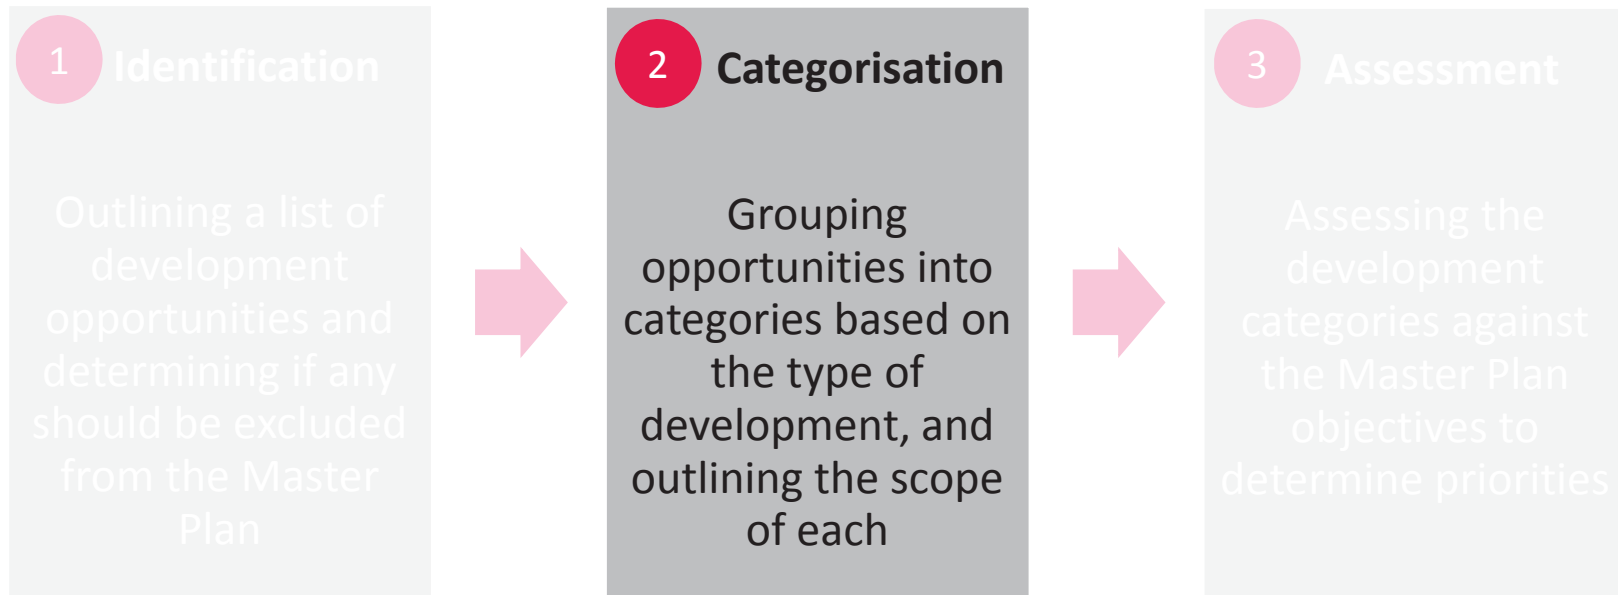 1 Identification
Outlining a list of
development
opportunities and
determining if any
should be excluded
from the Master
Plan
2 Categorisation
Grouping
opportunities into
categories based on
the type of
development, and
outlining the scope
of each
3 Assessment
Assessing the
development
categories against
the Master Plan
objectives to
determine priorities